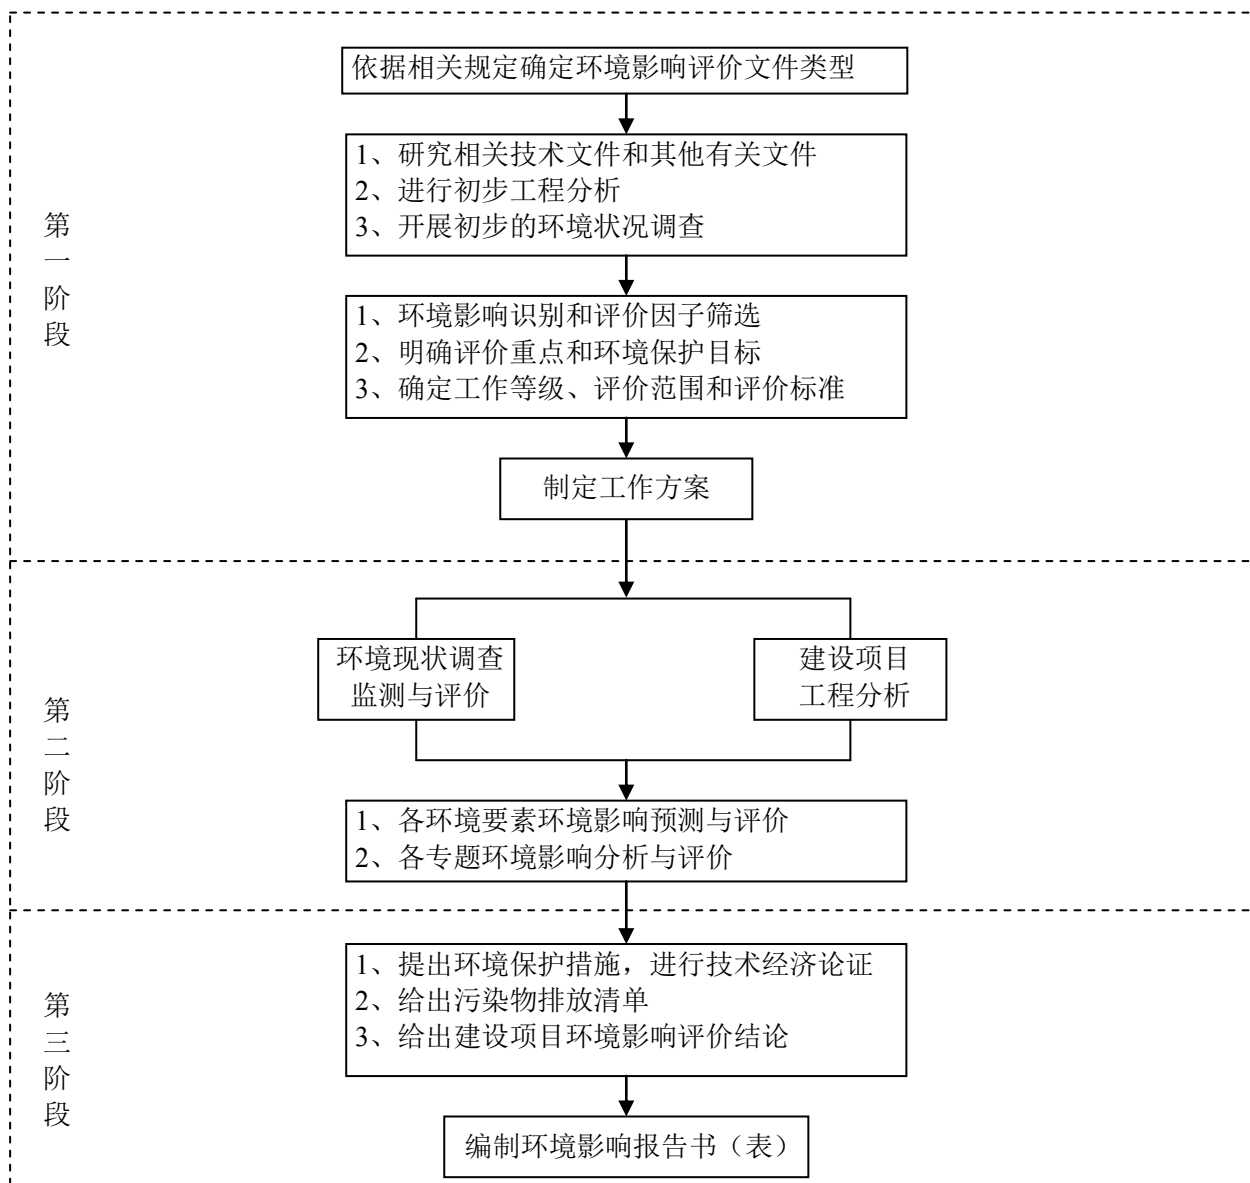 依据相关规定确定环境影响评价文件类型
1、研究相关技术文件和其他有关文件
2、进行初步工程分析
3、开展初步的环境状况调查
第
一
阶
段
1、环境影响识别和评价因子筛选
2、明确评价重点和环境保护目标
3、确定工作等级、评价范围和评价标准
制定工作方案
环境现状调查
监测与评价
建设项目
工程分析
第
二
阶
段
1、各环境要素环境影响预测与评价
2、各专题环境影响分析与评价
1、提出环境保护措施，进行技术经济论证
2、给出污染物排放清单
3、给出建设项目环境影响评价结论
第
三
阶
段
编制环境影响报告书（表）